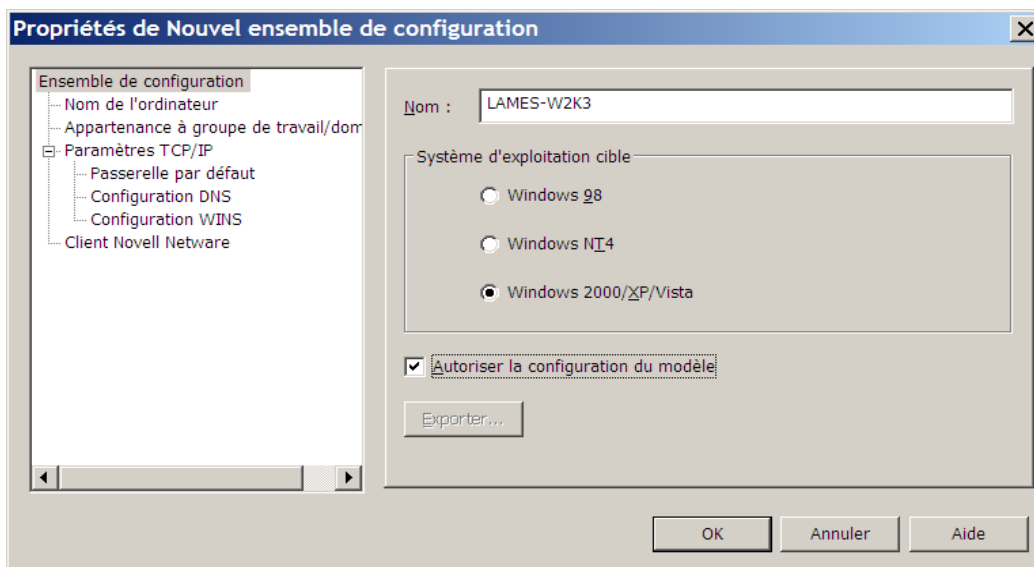 Propriétés de Nouvel ensemble de configuration
Ensemble de configuration
Nom de l'ordinateur
Appartenance à groupe de travail/dom
Paramètres TCP/IP
Passerelle par défaut
Configuration DNS
Configuration WINS
Client Novell Netware
Nom : LAMES-W2K3
Système d'exploitation cible
Windows 98
Windows NT4
Windows 2000/XP/Vista
Autoriser la configuration du modèle
Exporter...
OK Annuler Aide